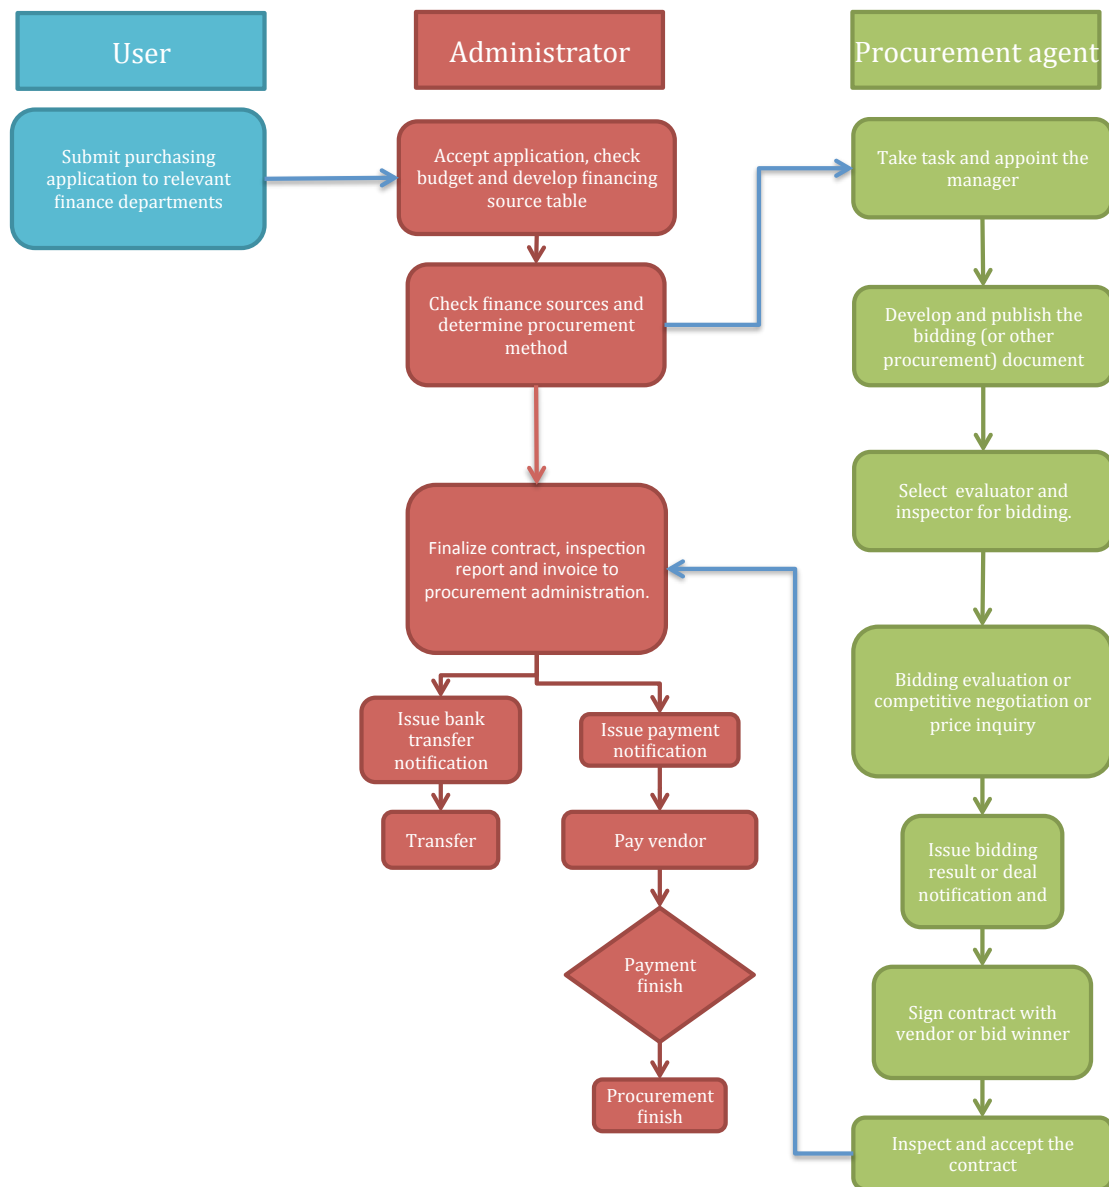 User
Administrator
Procurement agent
Submit purchasing
application to relevant
finance departments
Accept application, check
budget and develop financing
source table
Take task and appoint the
manager
Check finance sources and
determine procurement
method
Develop and publish the
bidding (or other
procurement) document
Select  evaluator and
inspector for bidding.
Finalize contract, inspection
report and invoice to
procurement administration.
Bidding evaluation or
competitive negotiation or
price inquiry
Issue bank
transfer
notification
Issue payment
notification
Transfer
Pay vendor
Issue bidding
result or deal
notification and
Payment
finish
Sign contract with
vendor or bid winner
Procurement
finish
Inspect and accept the
contract